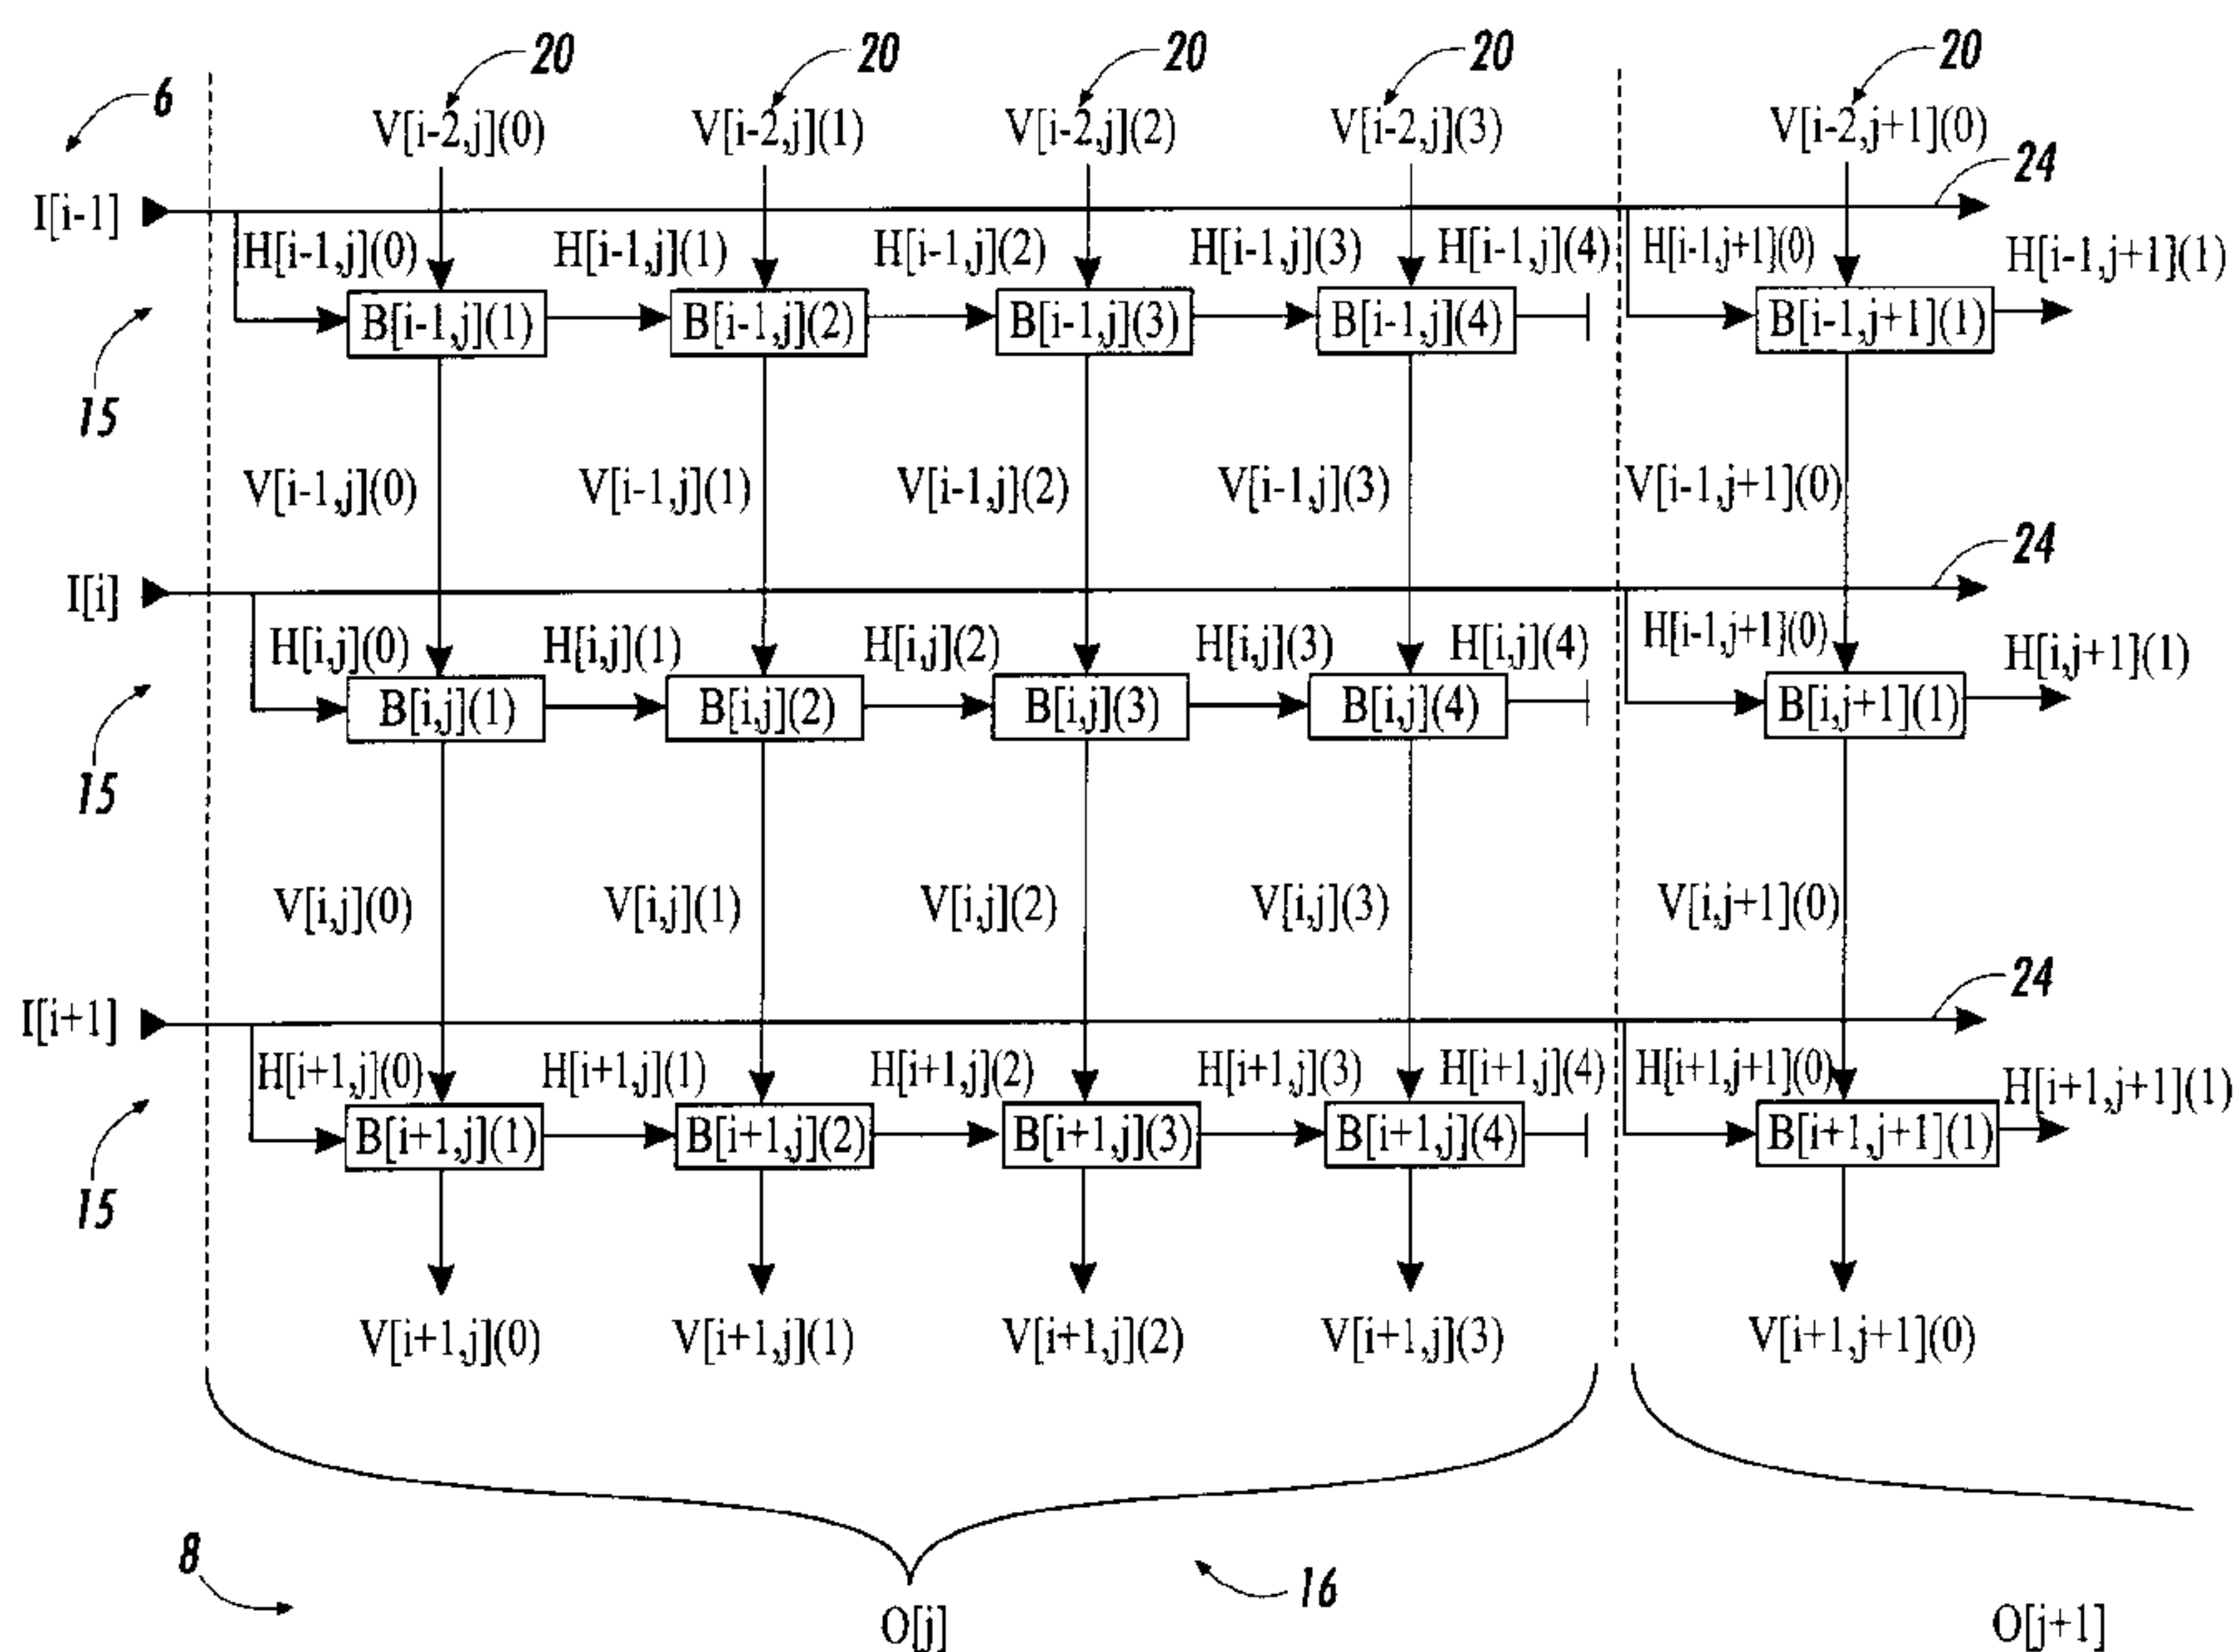 20 20 20 20 20
6
V[i-2,j](0) V[i-2,j](1) V[i-2,j](2) V[i-2,j](3) V[i-2,j+1](0)
24
I[i-1]
H[i-1,j](0) H[i-1,j](1) H[i-1,j](2) H[i-1,j](3) H[i-1,j](4) H[i-1,j+1](0) H[i-1,j+1](1)
B[i-1,j](1) B[i-1,j](2) B[i-1,j](3) B[i-1,j](4) B[i-1,j+1](1)
15
V[i-1,j](0) V[i-1,j](1) V[i-1,j](2) V[i-1,j](3) V[i-1,j+1](0)
24
I[i]
H[i,j](0) H[i,j](1) H[i,j](2) H[i,j](3) H[i,j](4) H[i-1,j+1](0) H[i,j+1](1)
B[i,j](1) B[i,j](2) B[i,j](3) B[i,j](4) B[i,j+1](1)
15
V[i,j](0) V[i,j](1) V[i,j](2) V[i,j](3) V[i,j+1](0)
24
I[i+1]
H[i+1,j](0) H[i+1,j](1) H[i+1,j](2) H[i+1,j](3) H[i+1,j](4) H[i+1,j+1](0) H[i+1,j+1](1)
B[i+1,j](1) B[i+1,j](2) B[i+1,j](3) B[i+1,j](4) B[i+1,j+1](1)
15
V[i+1,j](0) V[i+1,j](1) V[i+1,j](2) V[i+1,j](3) V[i+1,j+1](0)
8
16
O[j] O[j+1]